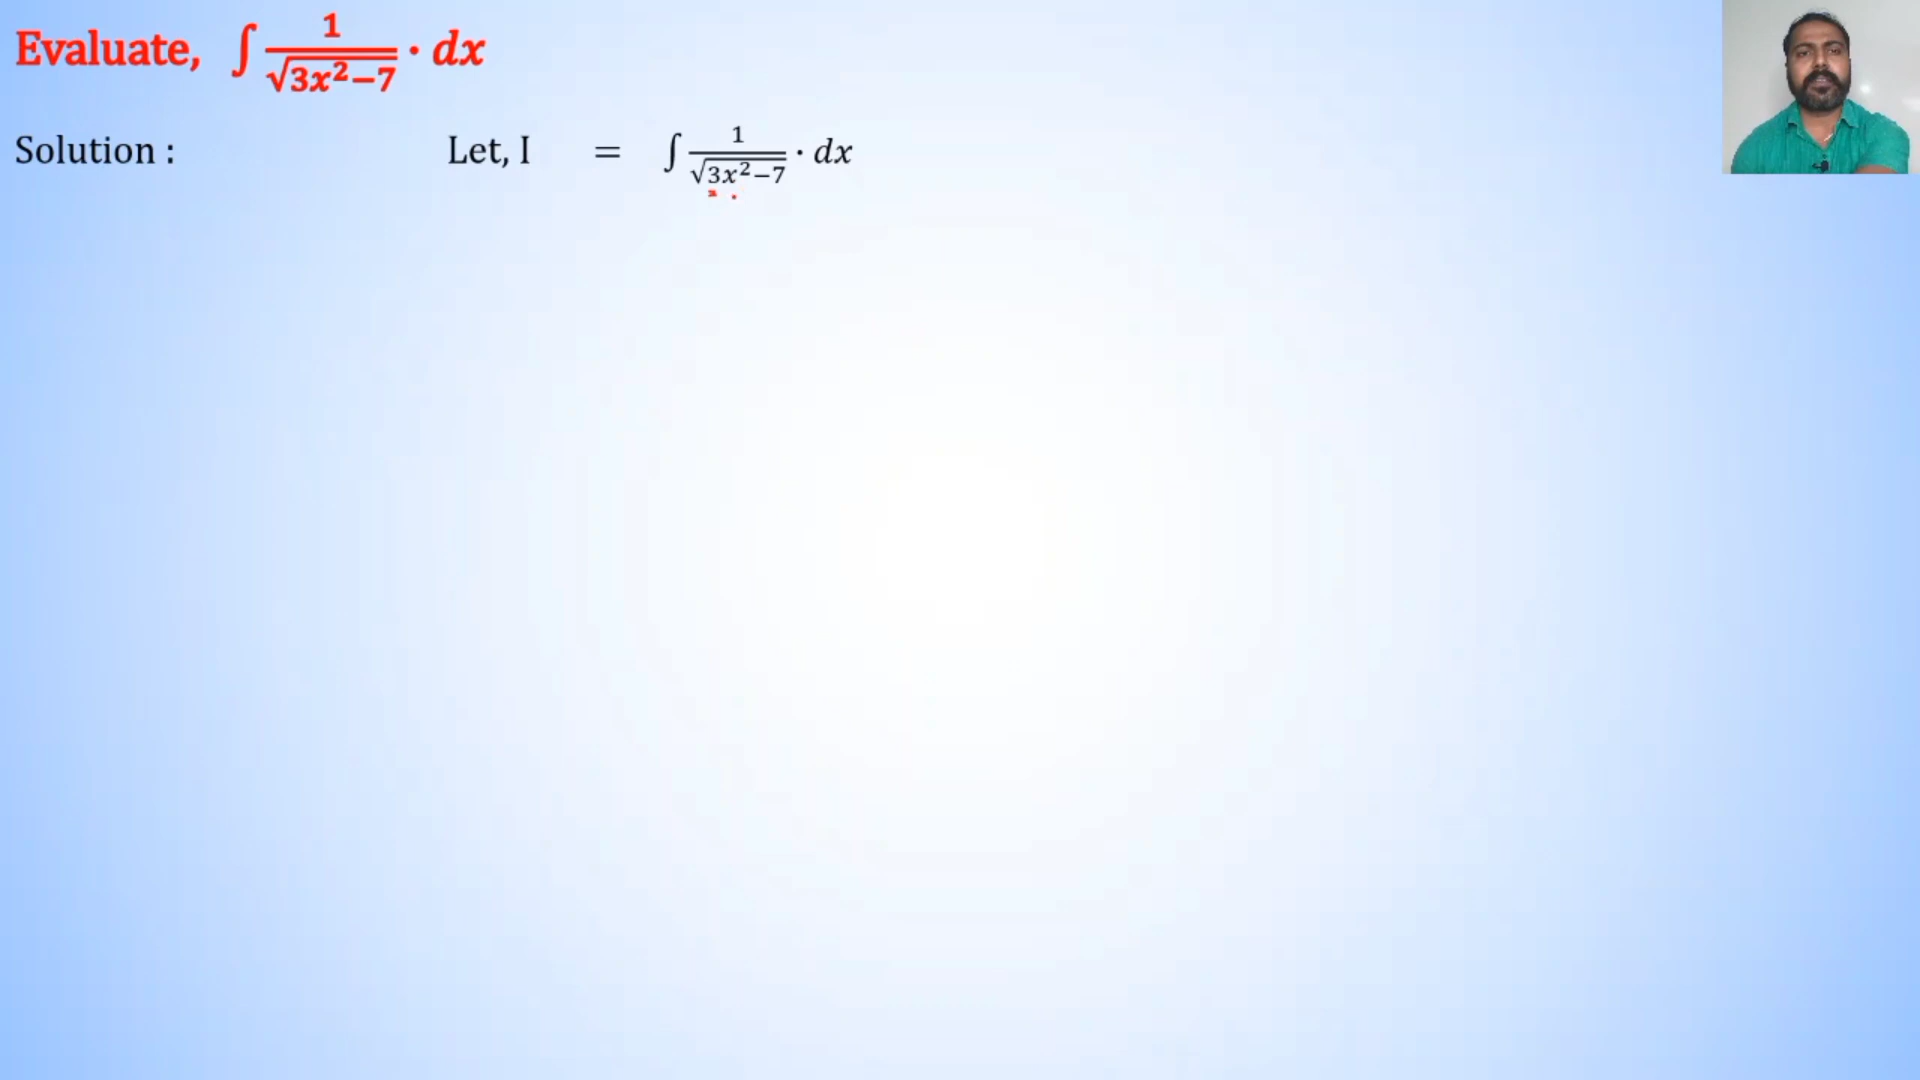 Evaluate, ∫ 1/√(3x²−7) · dx
Solution : Let, I = ∫ 1/√(3x²−7) · dx